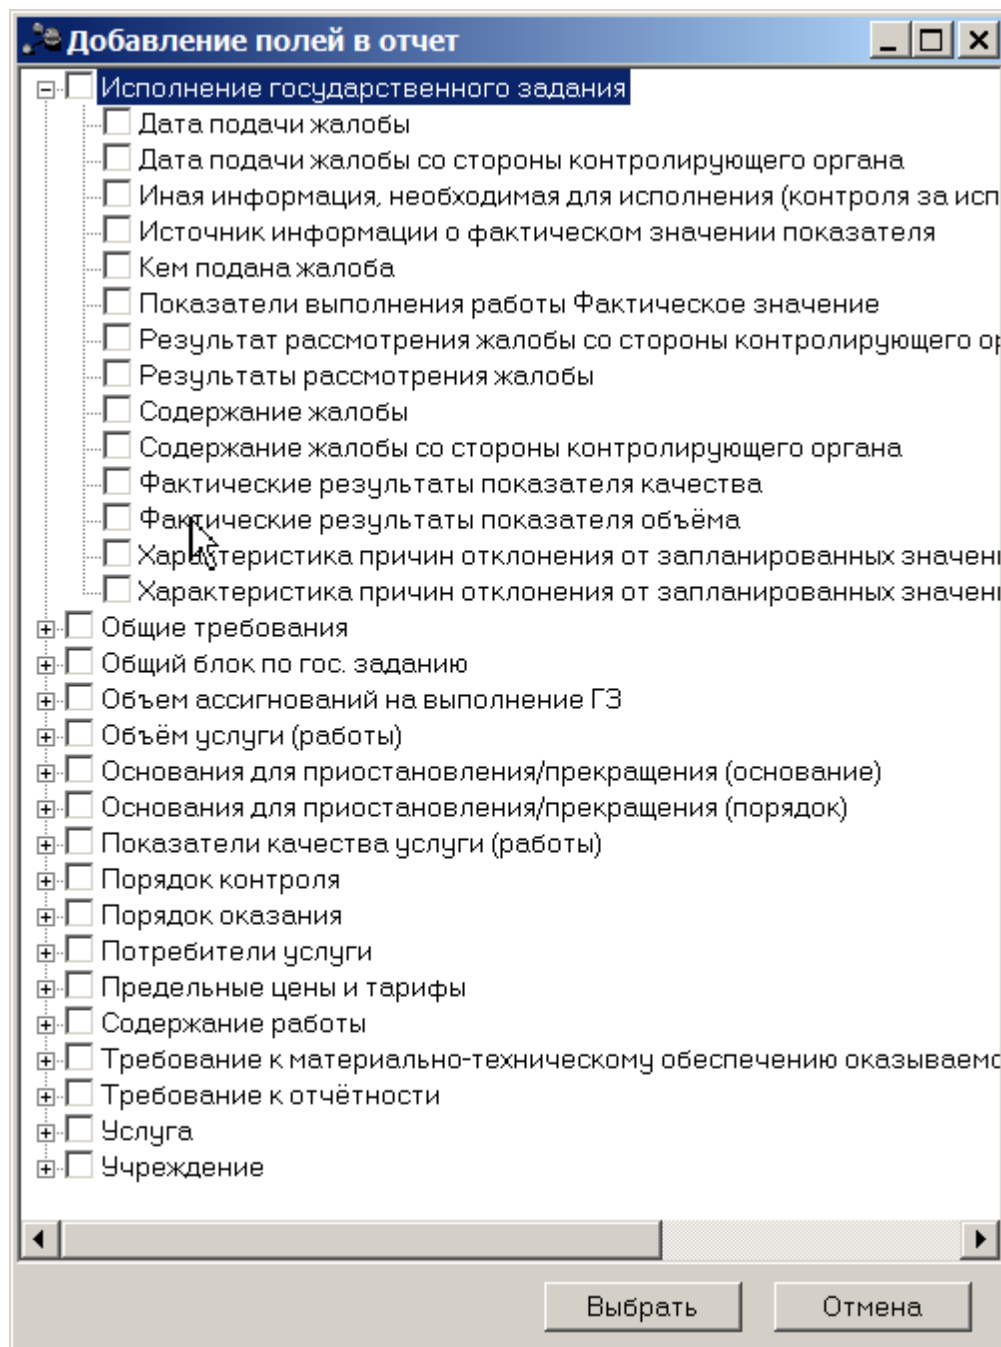 Добавление полей в отчет
Исполнение государственного задания
Дата подачи жалобы
Дата подачи жалобы со стороны контролирующего органа
Иная информация, необходимая для исполнения (контроля за исп
Источник информации о фактическом значении показателя
Кем подана жалоба
Показатели выполнения работы Фактическое значение
Результат рассмотрения жалобы со стороны контролирующего ор
Результаты рассмотрения жалобы
Содержание жалобы
Содержание жалобы со стороны контролирующего органа
Фактические результаты показателя качества
Фактические результаты показателя объёма
Характеристика причин отклонения от запланированных значени
Характеристика причин отклонения от запланированных значени
Общие требования
Общий блок по гос. заданию
Объем ассигнований на выполнение ГЗ
Объём услуги (работы)
Основания для приостановления/прекращения (основание)
Основания для приостановления/прекращения (порядок)
Показатели качества услуги (работы)
Порядок контроля
Порядок оказания
Потребители услуги
Предельные цены и тарифы
Содержание работы
Требование к материально-техническому обеспечению оказываемо
Требование к отчётности
Услуга
Учреждение
Выбрать Отмена